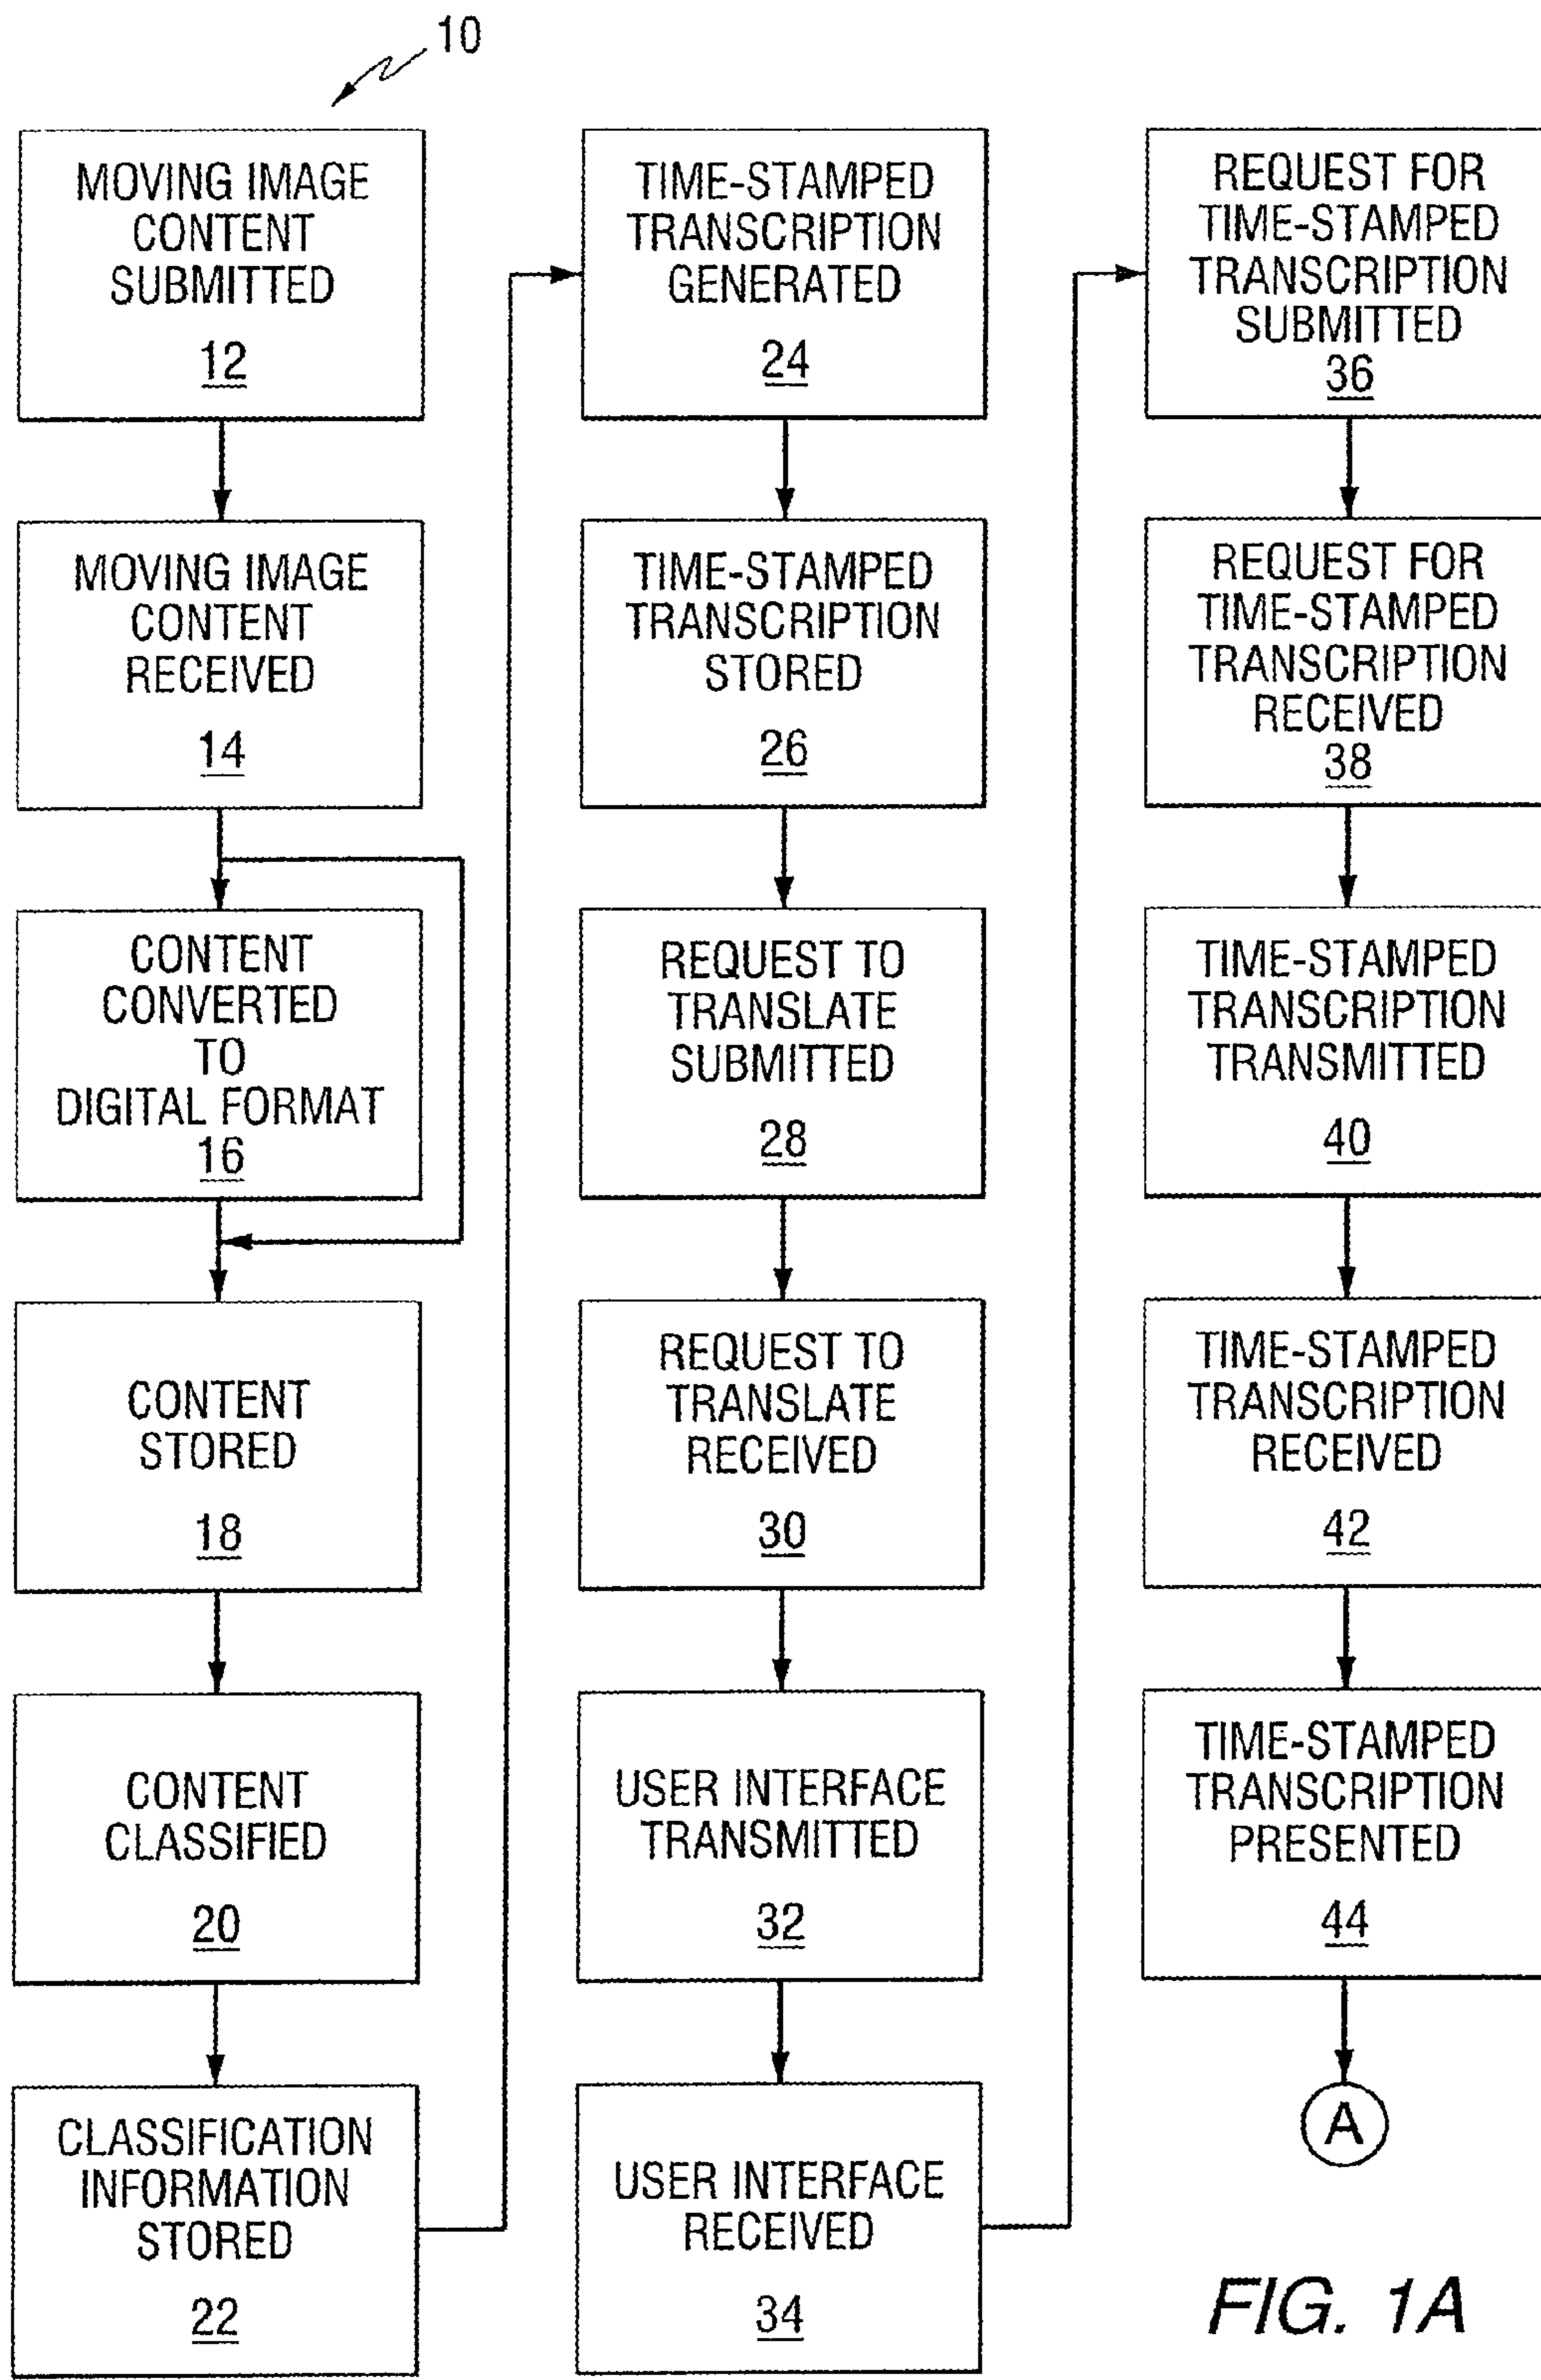 10
MOVING IMAGE
CONTENT
SUBMITTED
12
MOVING IMAGE
CONTENT
RECEIVED
14
CONTENT
CONVERTED
TO
DIGITAL FORMAT
16
CONTENT
STORED
18
CONTENT
CLASSIFIED
20
CLASSIFICATION
INFORMATION
STORED
22
TIME-STAMPED
TRANSCRIPTION
GENERATED
24
TIME-STAMPED
TRANSCRIPTION
STORED
26
REQUEST TO
TRANSLATE
SUBMITTED
28
REQUEST TO
TRANSLATE
RECEIVED
30
USER INTERFACE
TRANSMITTED
32
USER INTERFACE
RECEIVED
34
REQUEST FOR
TIME-STAMPED
TRANSCRIPTION
SUBMITTED
36
REQUEST FOR
TIME-STAMPED
TRANSCRIPTION
RECEIVED
38
TIME-STAMPED
TRANSCRIPTION
TRANSMITTED
40
TIME-STAMPED
TRANSCRIPTION
RECEIVED
42
TIME-STAMPED
TRANSCRIPTION
PRESENTED
44
A
FIG. 1A